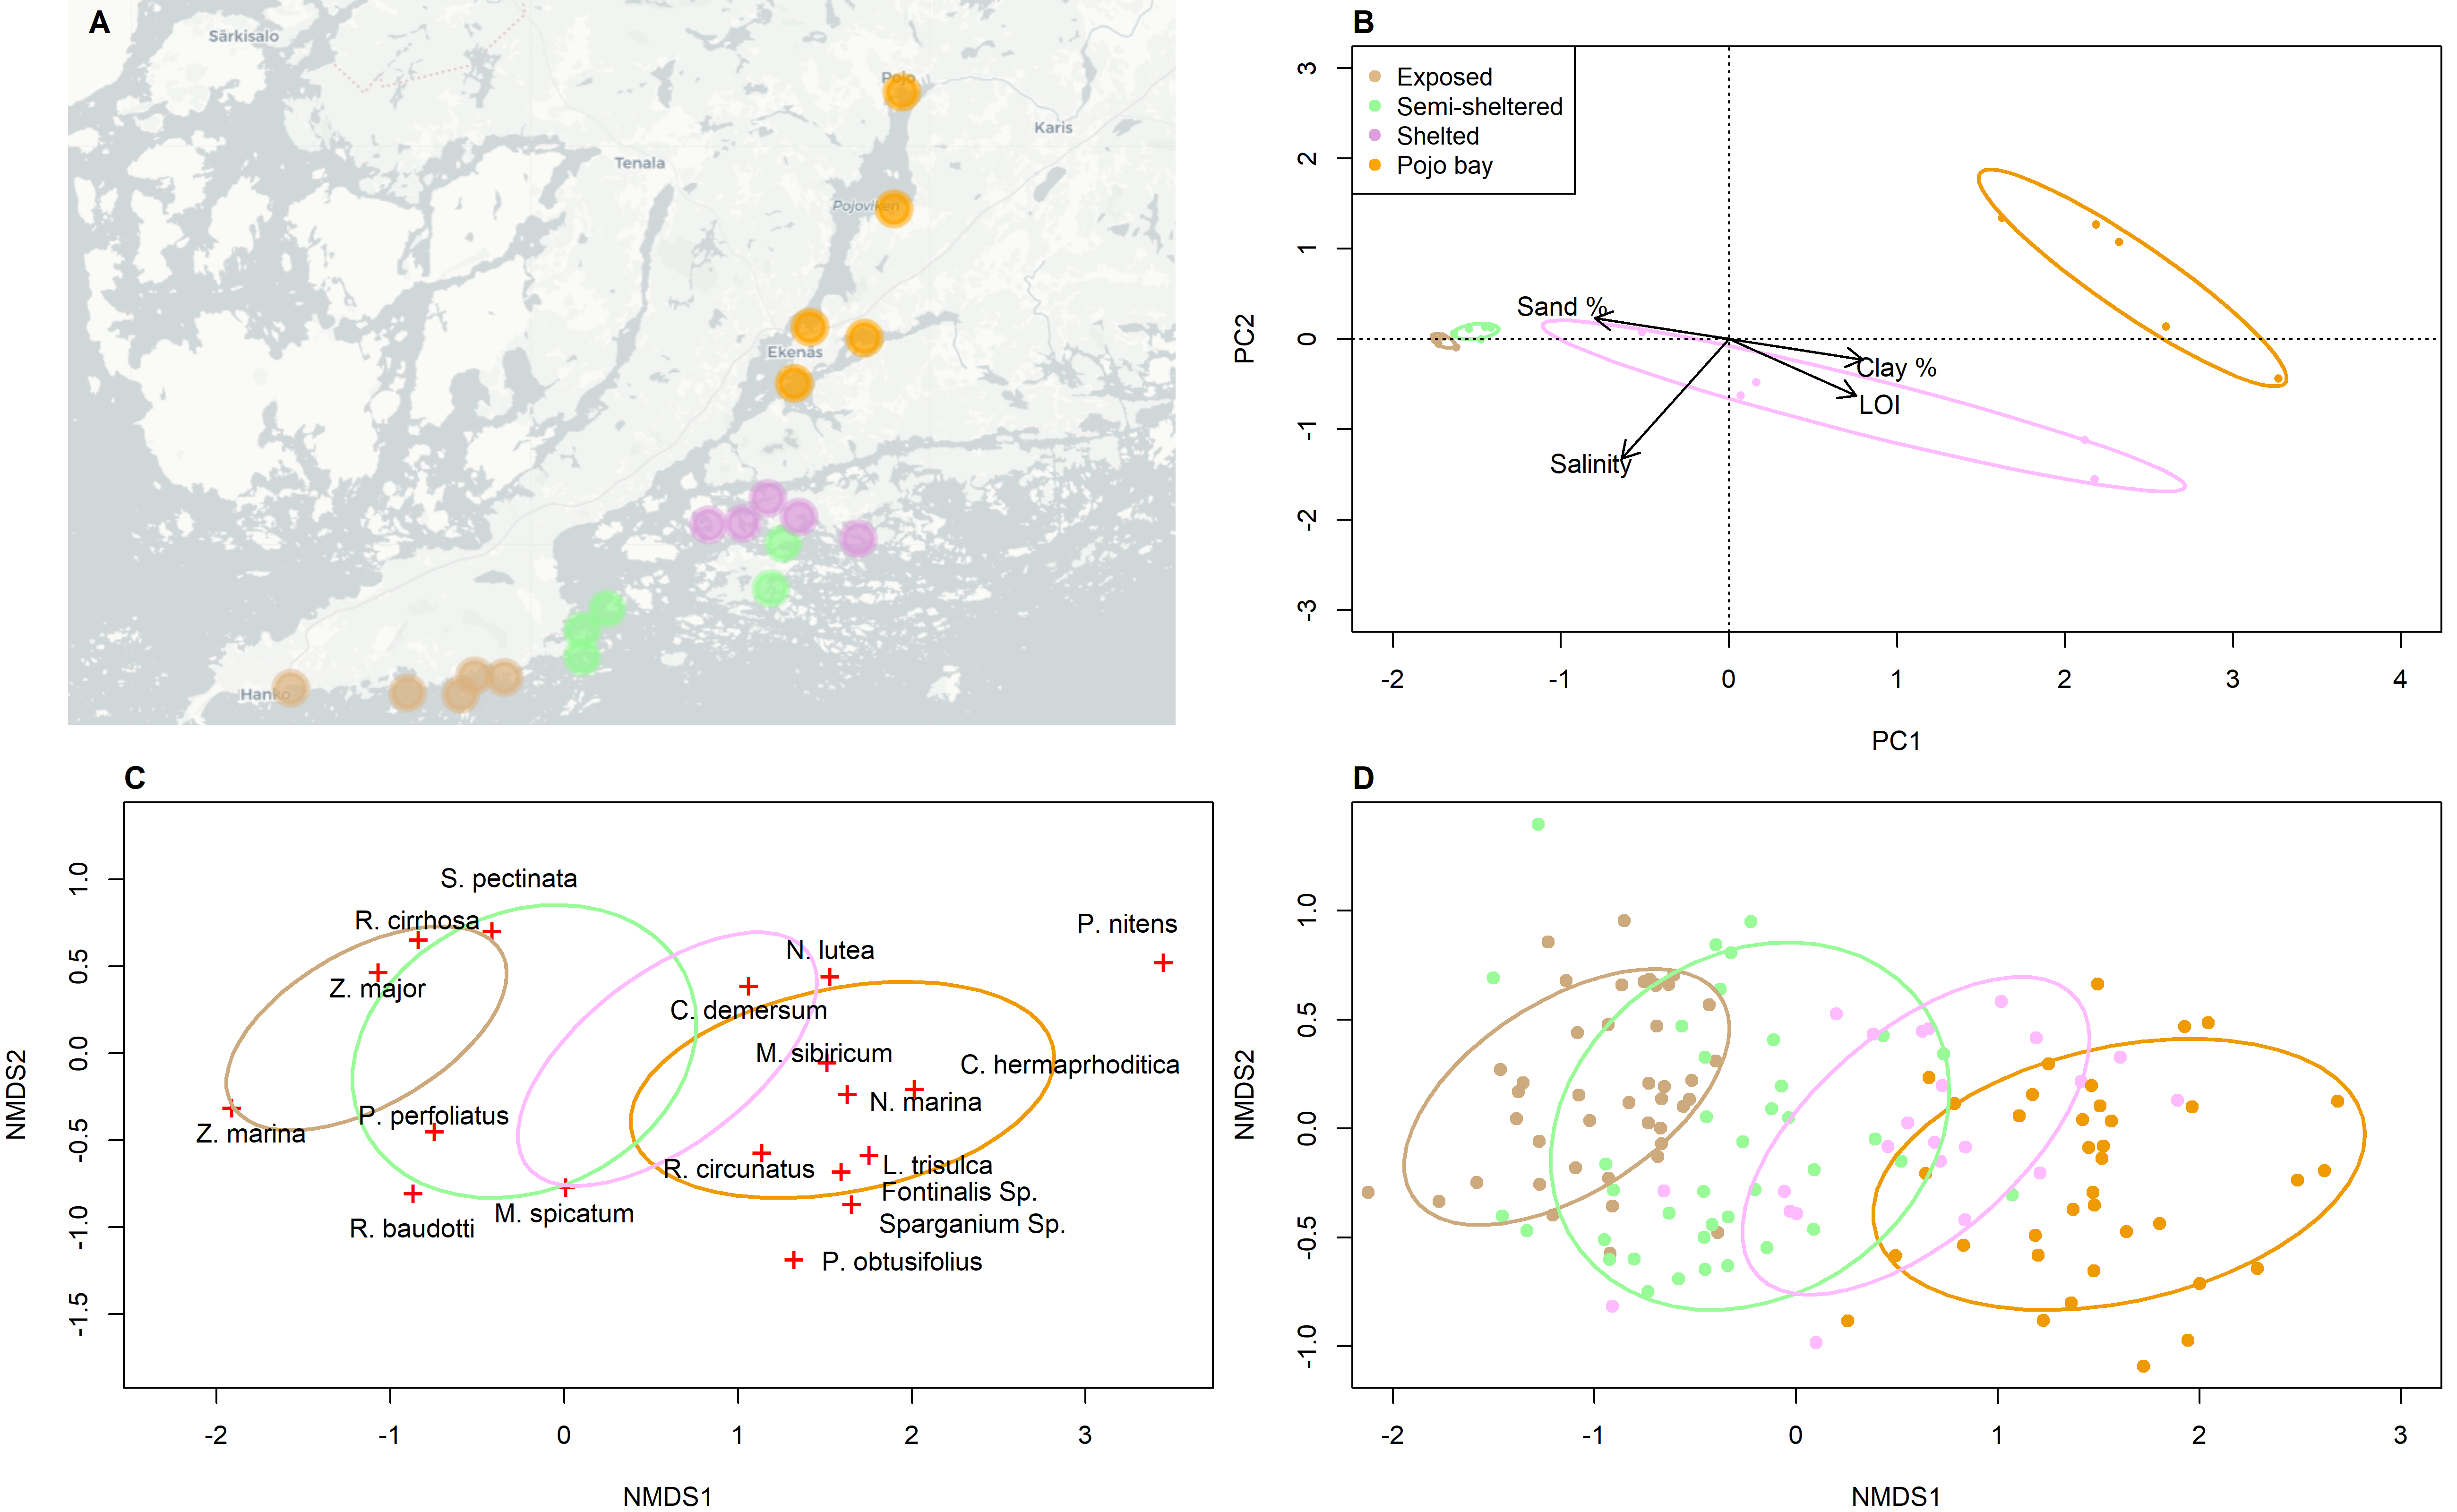 A
Särkisalo
Pojo
Karis
Tenala
Pojoviken
Ekenäs
Hanko
B
3
2
1
0
-1
-2
-3
PC2
Exposed
Semi-sheltered
Shelted
Pojo bay
Sand %
Clay %
LOI
Salinity
-2 -1 0 1 2 3 4
PC1
C
1.0
0.5
0.0
-0.5
-1.0
-1.5
NMDS2
S. pectinata
R. cirrhosa
P. nitens
N. lutea
Z. major
C. demersum
M. sibiricum
C. hermaprhoditica
N. marina
P. perfoliatus
Z. marina
R. circunatus
L. trisulca
Fontinalis Sp.
M. spicatum
Sparganium Sp.
R. baudotti
P. obtusifolius
-2 -1 0 1 2 3
NMDS1
D
1.0
0.5
0.0
-0.5
-1.0
NMDS2
-2 -1 0 1 2 3
NMDS1